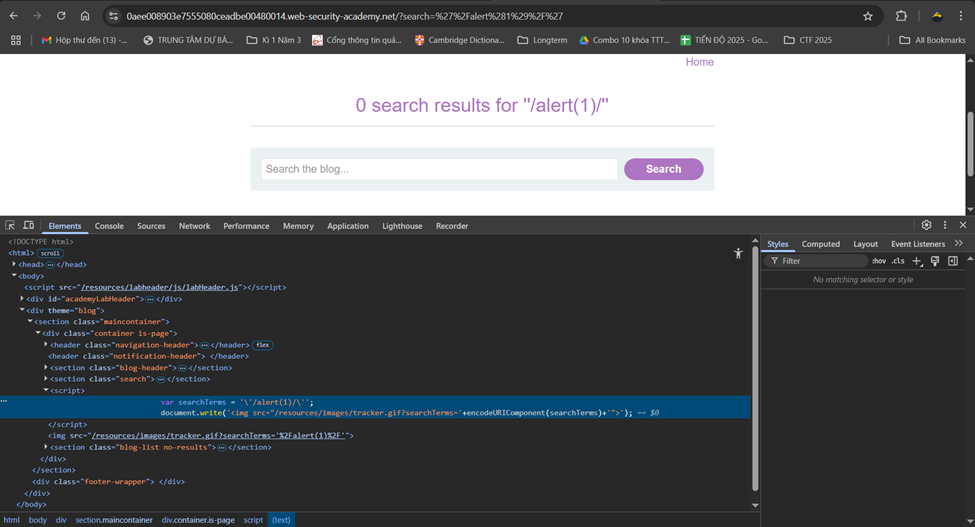 0aee008903e7555080ceadbe00480014.web-security-academy.net/?search=%27%2Falert%281%29%2F%27
Hộp thư đến (13) -... TRUNG TÂM DỰ BÁ... Kì 1 Năm 3 Cổng thông tin quả... Cambridge Dictiona... Longterm Combo 10 khóa TTT... TIẾN ĐỘ 2025 - Go... CTF 2025 All Bookmarks
Home
0 search results for ''/alert(1)/''
Search the blog...
Search
Elements Console Sources Network Performance Memory Application Lighthouse Recorder
<!DOCTYPE html>
<html> scroll
<head> ··· </head>
<body>
<script src="/resources/labheader/js/labHeader.js"></script>
<div id="academyLabHeader"> ··· </div>
<div theme="blog">
<section class="maincontainer">
<div class="container is-page">
<header class="navigation-header"> ··· </header> flex
<header class="notification-header"> </header>
<section class="blog-header"> ··· </section>
<section class="search"> ··· </section>
<script>
··· var searchTerms = '\'/alert(1)/\'';
document.write('<img src="/resources/images/tracker.gif?searchTerms='+encodeURIComponent(searchTerms)+'">'); == $0
</script>
<img src="/resources/images/tracker.gif?searchTerms='%2Falert(1)%2F'">
<section class="blog-list no-results"> ··· </section>
</div>
</section>
<div class="footer-wrapper"> </div>
</div>
</body>
html body div section.maincontainer div.container.is-page script (text)
Styles Computed Layout Event Listeners
Filter :hov .cls
No matching selector or style